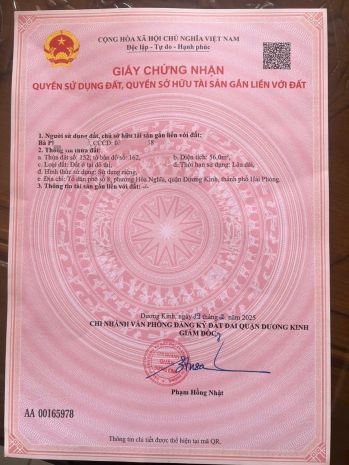 CỘNG HÒA XÃ HỘI CHỦ NGHĨA VIỆT NAM
Độc lập - Tự do - Hạnh phúc
GIẤY CHỨNG NHẬN
QUYỀN SỬ DỤNG ĐẤT, QUYỀN SỞ HỮU TÀI SẢN GẮN LIỀN VỚI ĐẤT
1. Người sử dụng đất, chủ sở hữu tài sản gắn liền với đất:
Bà CCCD:
2. Thông tin thửa đất:
a. Thửa đất số: 152, tờ bản đồ số: 162, b. Diện tích: 56.0m²,
c. Loại đất: Đất ở tại đô thị, d. Thời hạn sử dụng: Lâu dài,
đ. Hình thức sử dụng: Sử dụng riêng,
e. Địa chỉ: Tổ dân phố số 8, phường Hòa Nghĩa, quận Dương Kinh, thành phố Hải Phòng.
3. Thông tin tài sản gắn liền với đất: -/-
Dương Kinh, ngày tháng năm 2025
CHI NHÁNH VĂN PHÒNG ĐĂNG KÝ ĐẤT ĐAI QUẬN DƯƠNG KINH
GIÁM ĐỐC
Phạm Hồng Nhật
AA 00165978
Thông tin chi tiết được thể hiện tại mã QR.